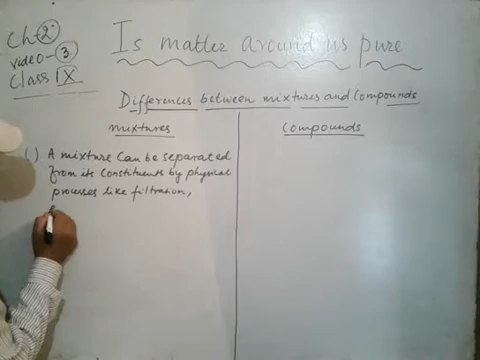 Ch 2
video - 3
Class IX
Is matter around us pure
Differences between mixtures and Compounds
mixtures
Compounds
( ) A mixture can be separated
from its constituents by physical
processes like filtration,